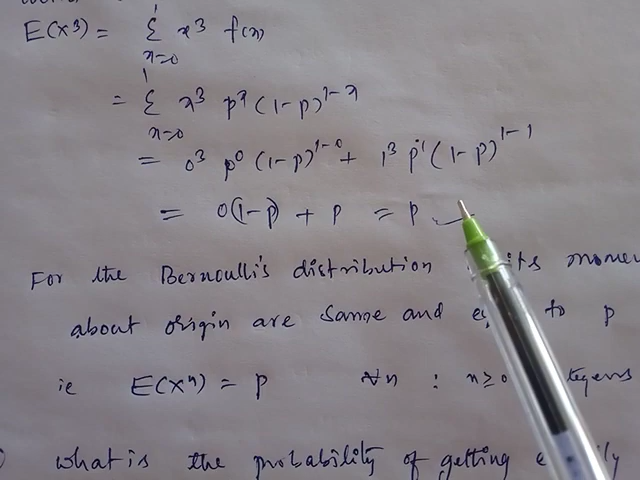 E(x³) = Σ x³ f(x)
x=0
1
= Σ x³ pˣ (1-p)¹⁻ˣ
x=0
= 0³ p⁰ (1-p)¹⁻⁰ + 1³ p¹ (1-p)¹⁻¹
= 0(1-p) + p = p
For the Bernoulli's distribution its
about origin are same and to p
ie E(xⁿ) = p ∀n : n≥0
what is the probability of getting